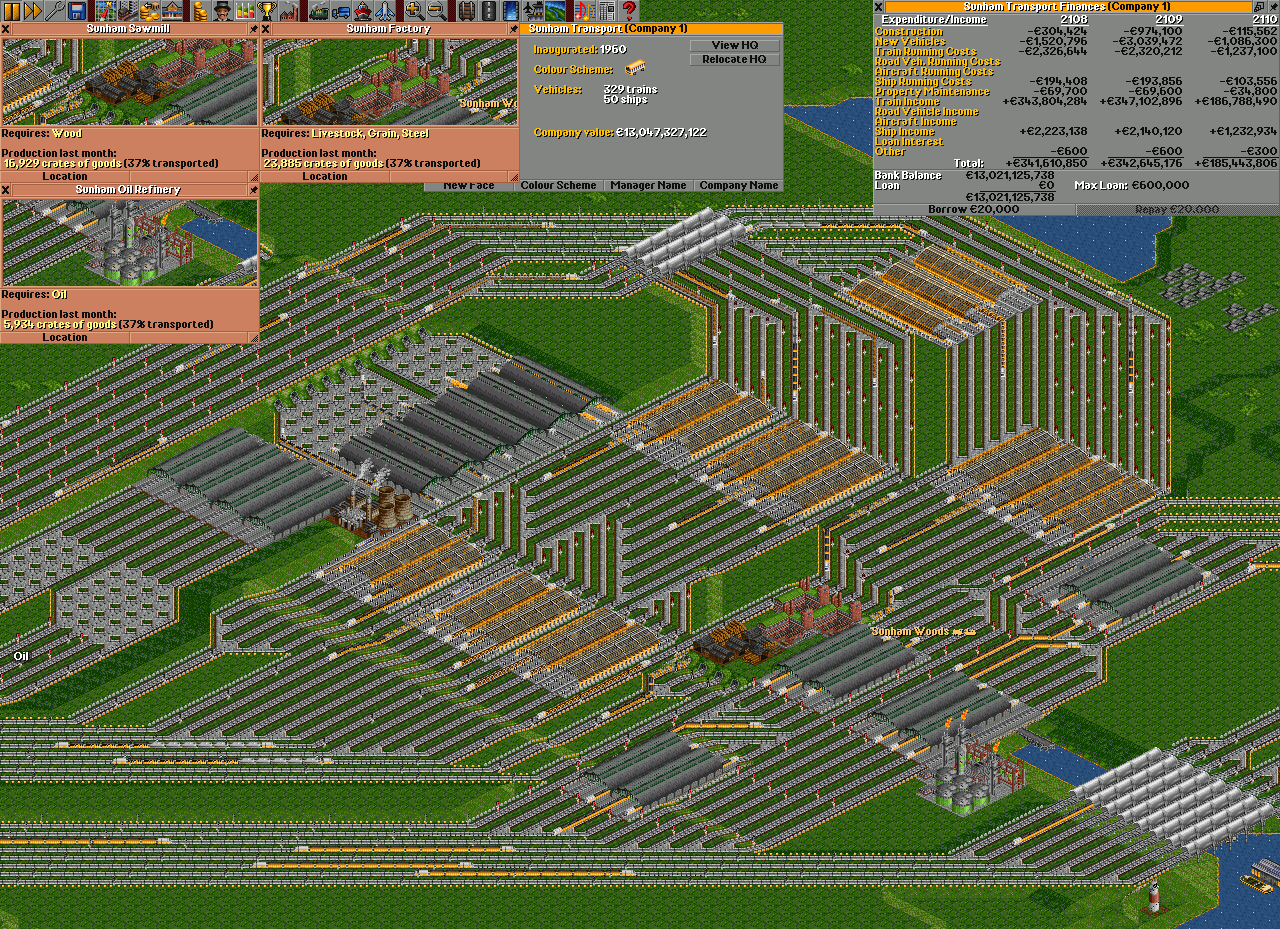 Sunham Sawmill
Requires: Wood
Production last month:
16,929 crates of goods (37% transported)
Location
Sunham Factory
Sunham Wo
Requires: Livestock, Grain, Steel
Production last month:
23,885 crates of goods (37% transported)
Location
Sunham Transport (Company 1)
Inaugurated: 1960
View HQ
Relocate HQ
Colour Scheme:
Vehicles: 329 trains
50 ships
Company value: €13,047,327,122
New Face Colour Scheme Manager Name Company Name
Sunham Transport Finances (Company 1)
Expenditure/Income 2108 2109 2110
Construction -€304,424 -€974,100 -€115,562
New Vehicles -€1,520,796 -€3,039,472 -€1,086,300
Train Running Costs -€2,326,644 -€2,320,212 -€1,237,100
Road Veh. Running Costs
Aircraft Running Costs
Ship Running Costs -€194,408 -€193,856 -€103,556
Property Maintenance -€69,700 -€69,600 -€34,800
Train Income +€343,804,284 +€347,102,896 +€186,788,490
Road Vehicle Income
Aircraft Income
Ship Income +€2,223,138 +€2,140,120 +€1,232,934
Loan Interest
Other -€600 -€600 -€300
Total: +€341,610,850 +€342,645,176 +€185,443,806
Bank Balance €13,021,125,738
Loan €0 Max Loan: €600,000
€13,021,125,738
Borrow €20,000 Repay €20,000
Sunham Oil Refinery
Requires: Oil
Production last month:
5,934 crates of goods (37% transported)
Location
Sunham Woods
Oil